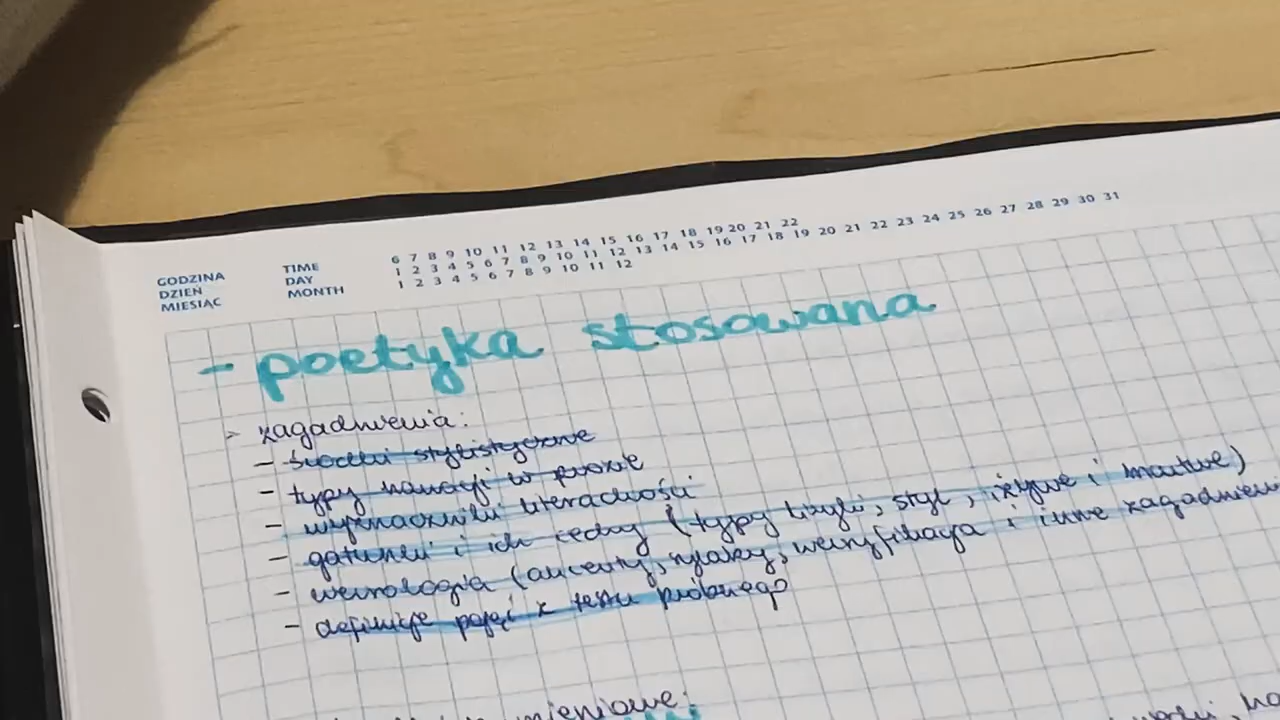 GODZINA TIME 6 7 8 9 10 11 12 13 14 15 16 17 18 19 20 21 22
DZIEŃ DAY 1 2 3 4 5 6 7 8 9 10 11 12 13 14 15 16 17 18 19 20 21 22 23 24 25 26 27 28 29 30 31
MIESIĄC MONTH 1 2 3 4 5 6 7 8 9 10 11 12
- poetyka stosowana
> zagadnienia:
- środki stylistyczne
- typy narracji w prozie
- wyznaczniki literackości
- gatunki i ich cechy (typy liryki, styl, żywe i martwe)
- wersologia (akcenty, sylaby, wersyfikacja i inne
- definicje pojęć z testu próbnego